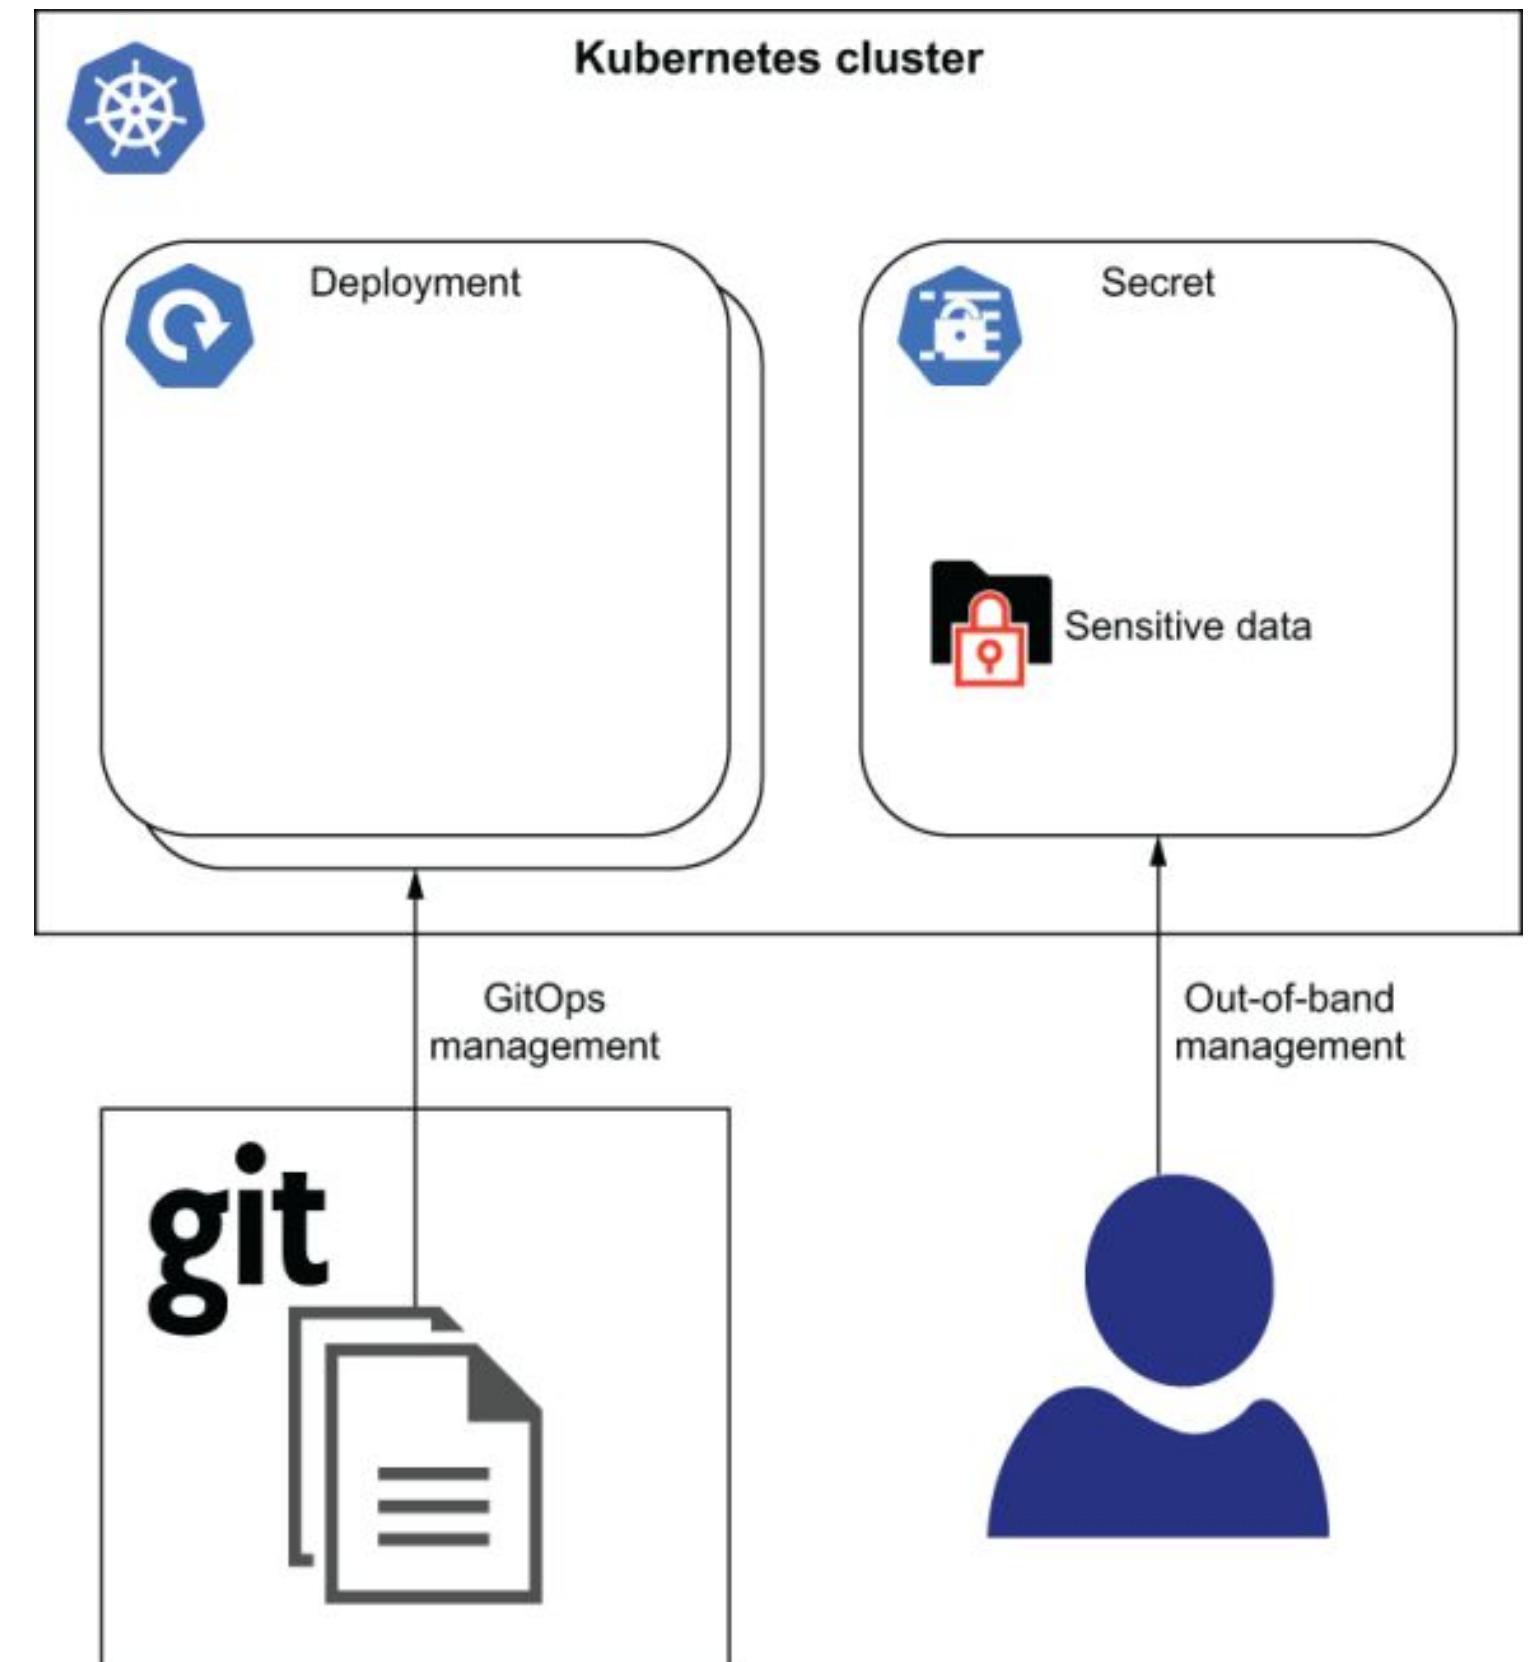 Kubernetes cluster
Deployment
Secret
Sensitive data
GitOps
management
Out-of-band
management
git